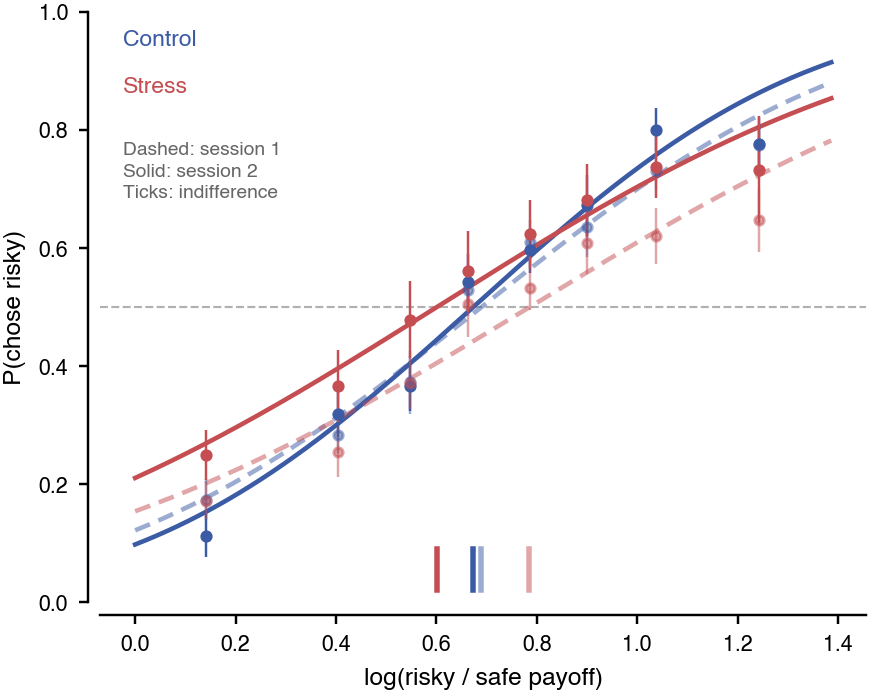 Control
Stress
Dashed: session 1
Solid: session 2
Ticks: indifference
P(chose risky)
1.0
0.8
0.6
0.4
0.2
0.0
0.0 0.2 0.4 0.6 0.8 1.0 1.2 1.4
log(risky / safe payoff)